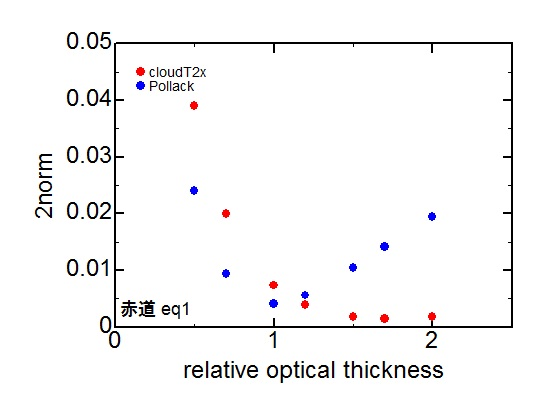 0.05
cloudT2x
Pollack
0.04
0.03
2norm
0.02
0.01
赤道 eq1
0
0 1 2
relative optical thickness